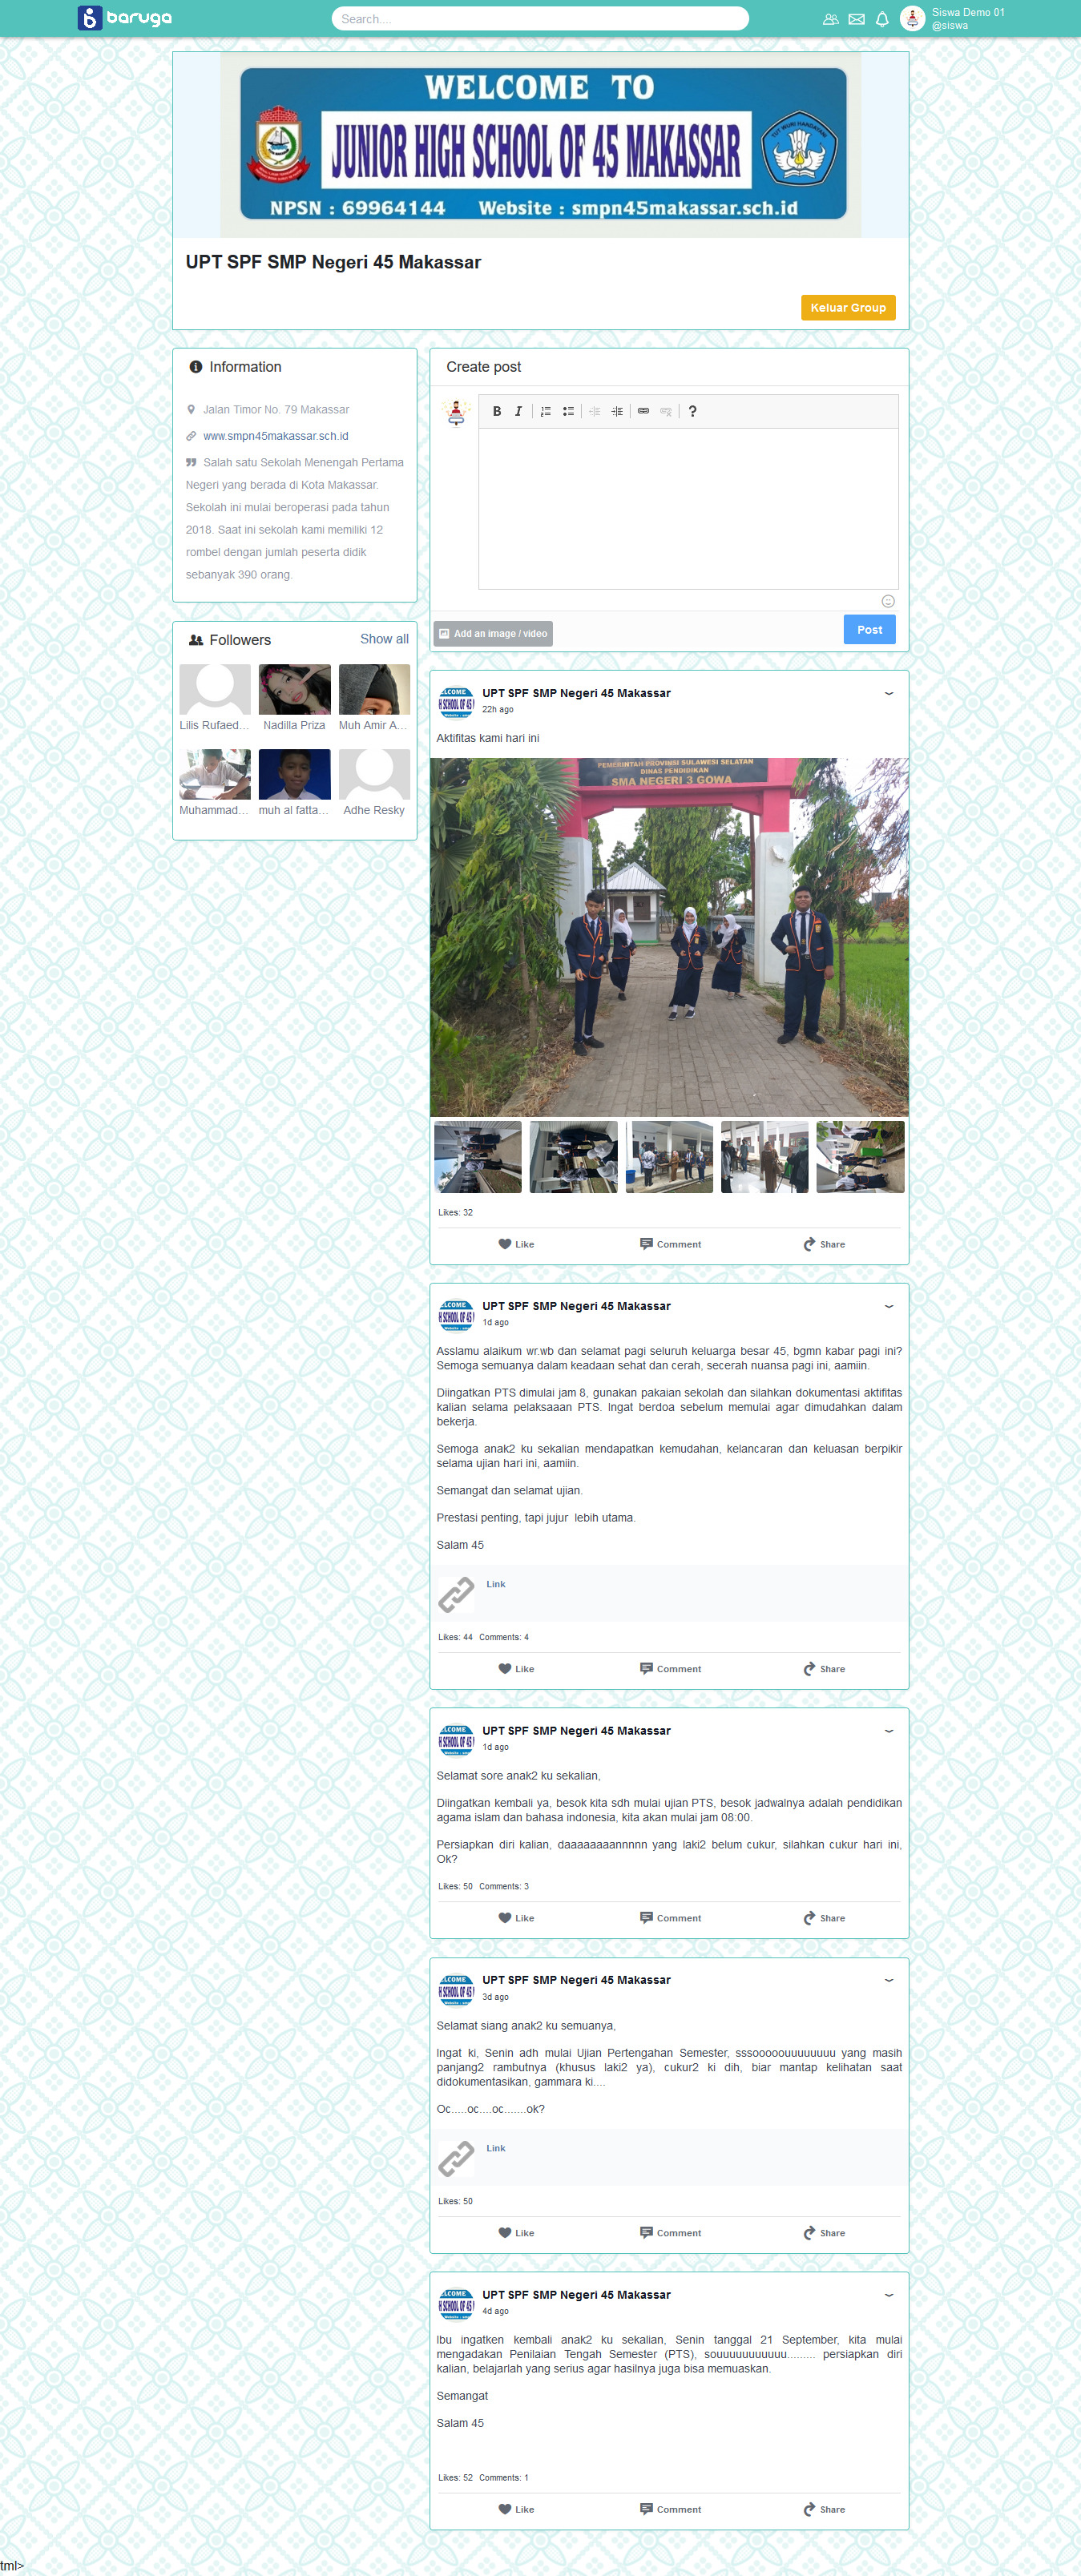 baruga
Search....
Siswa Demo 01
@siswa
WELCOME TO
JUNIOR HIGH SCHOOL OF 45 MAKASSAR
TUT WURI HANDAYANI
NPSN : 69964144 Website : smpn45makassar.sch.id
UPT SPF SMP Negeri 45 Makassar
Keluar Group
Information
Jalan Timor No. 79 Makassar
www.smpn45makassar.sch.id
Salah satu Sekolah Menengah Pertama
Negeri yang berada di Kota Makassar.
Sekolah ini mulai beroperasi pada tahun
2018. Saat ini sekolah kami memiliki 12
rombel dengan jumlah peserta didik
sebanyak 390 orang.
Followers
Show all
Lilis Rufaed...
Nadilla Priza
Muh Amir A...
Muhammad...
muh al fatta...
Adhe Resky
Create post
B I ?
Add an image / video
Post
UPT SPF SMP Negeri 45 Makassar
22h ago
Aktifitas kami hari ini
PEMERINTAH PROVINSI SULAWESI SELATAN
DINAS PENDIDIKAN
SMA NEGERI 3 GOWA
Likes: 32
Like Comment Share
UPT SPF SMP Negeri 45 Makassar
1d ago
Asslamu alaikum wr.wb dan selamat pagi seluruh keluarga besar 45, bgmn kabar pagi ini?
Semoga semuanya dalam keadaan sehat dan cerah, secerah nuansa pagi ini, aamiin.
Diingatkan PTS dimulai jam 8, gunakan pakaian sekolah dan silahkan dokumentasi aktifitas
kalian selama pelaksaaan PTS. Ingat berdoa sebelum memulai agar dimudahkan dalam
bekerja.
Semoga anak2 ku sekalian mendapatkan kemudahan, kelancaran dan keluasan berpikir
selama ujian hari ini, aamiin.
Semangat dan selamat ujian.
Prestasi penting, tapi jujur lebih utama.
Salam 45
Link
Likes: 44 Comments: 4
Like Comment Share
UPT SPF SMP Negeri 45 Makassar
1d ago
Selamat sore anak2 ku sekalian,
Diingatkan kembali ya, besok kita sdh mulai ujian PTS, besok jadwalnya adalah pendidikan
agama islam dan bahasa indonesia, kita akan mulai jam 08:00.
Persiapkan diri kalian, daaaaaaaannnnn yang laki2 belum cukur, silahkan cukur hari ini,
Ok?
Likes: 50 Comments: 3
Like Comment Share
UPT SPF SMP Negeri 45 Makassar
3d ago
Selamat siang anak2 ku semuanya,
Ingat ki, Senin adh mulai Ujian Pertengahan Semester, sssooooouuuuuuuu yang masih
panjang2 rambutnya (khusus laki2 ya), cukur2 ki dih, biar mantap kelihatan saat
didokumentasikan, gammara ki....
Oc.....oc....oc.......ok?
Link
Likes: 50
Like Comment Share
UPT SPF SMP Negeri 45 Makassar
4d ago
Ibu ingatken kembali anak2 ku sekalian, Senin tanggal 21 September, kita mulai
mengadakan Penilaian Tengah Semester (PTS), souuuuuuuuuuu......... persiapkan diri
kalian, belajarlah yang serius agar hasilnya juga bisa memuaskan.
Semangat
Salam 45
Likes: 52 Comments: 1
Like Comment Share
tml>